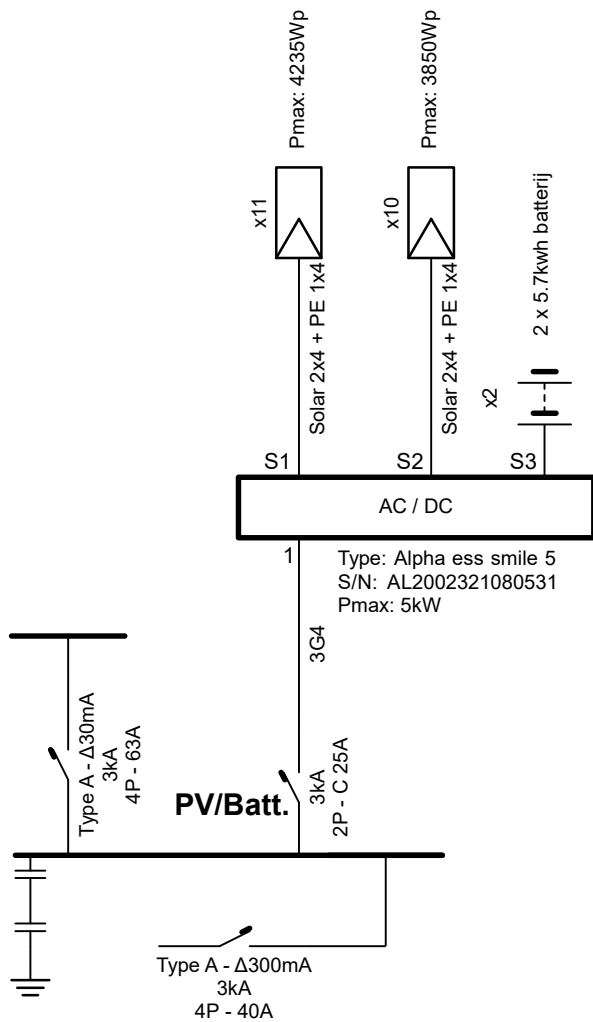 Pmax: 4235Wp
Pmax: 3850Wp
x11
x10
2 x 5.7kwh batterij
Solar 2x4 + PE 1x4
Solar 2x4 + PE 1x4
x2
S1
S2
S3
AC / DC
1
Type: Alpha ess smile 5
S/N: AL2002321080531
Pmax: 5kW
3G4
Type A - Δ30mA
3kA
4P - 63A
PV/Batt.
3kA
2P - C 25A
Type A - Δ300mA
3kA
4P - 40A